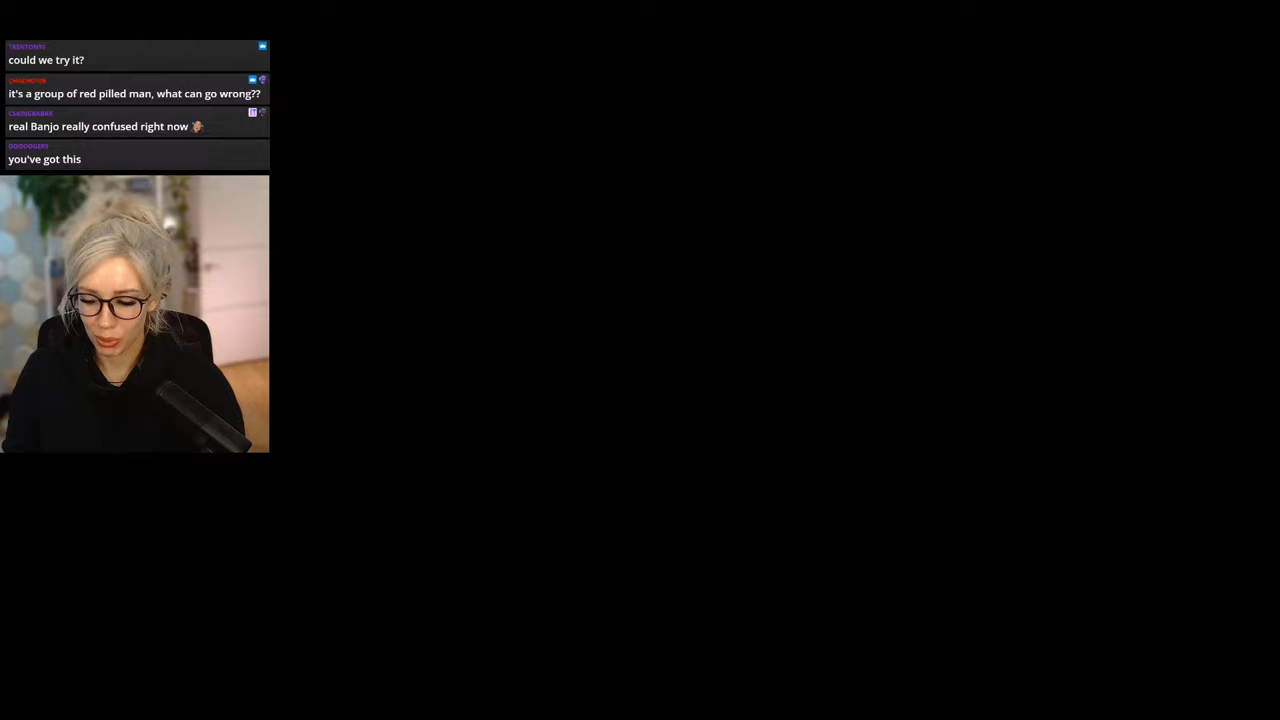 TRENTON91
could we try it?
it's a group of red pilled man, what can go wrong??
real Banjo really confused right now
you've got this